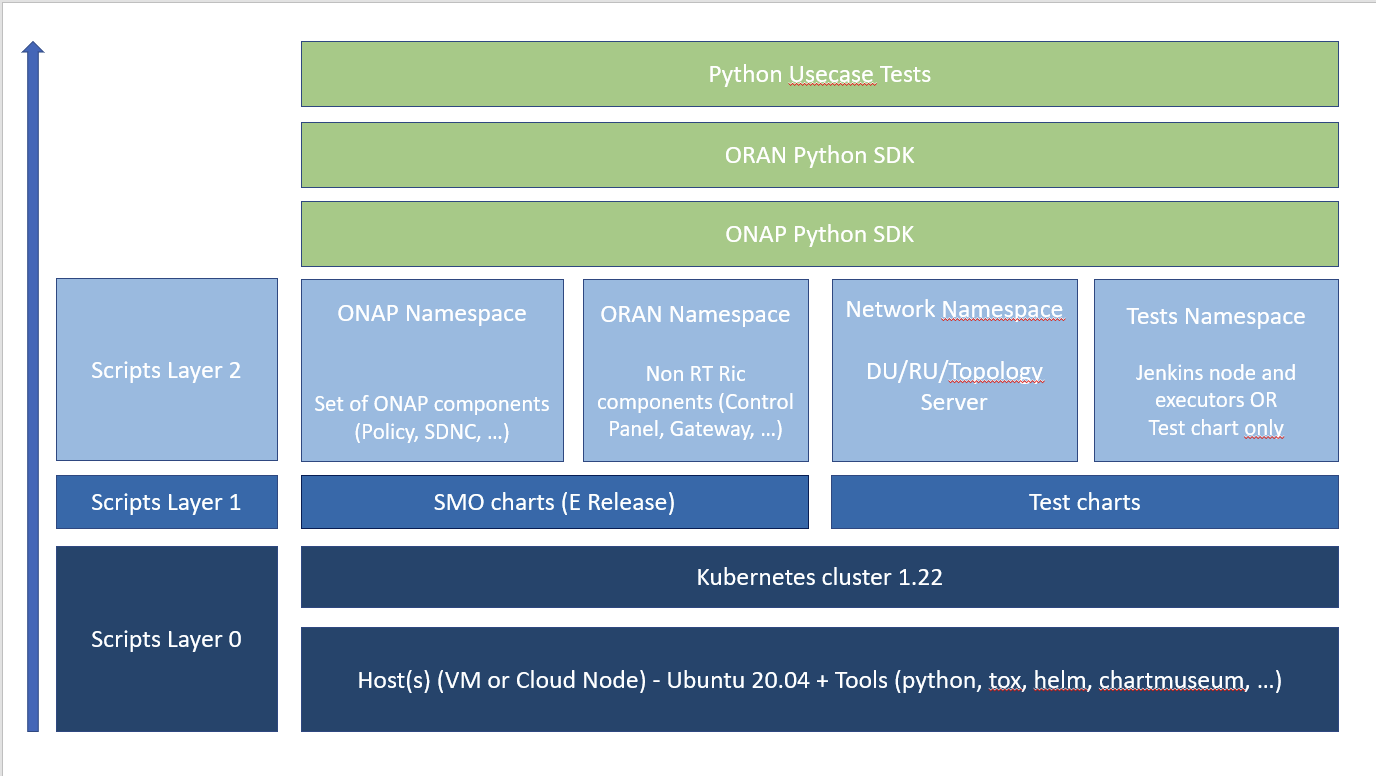 Python Usecase Tests
ORAN Python SDK
ONAP Python SDK
Scripts Layer 2
ONAP Namespace
Set of ONAP components
(Policy, SDNC, ...)
ORAN Namespace
Non RT Ric
components (Control
Panel, Gateway, ...)
Network Namespace
DU/RU/Topology
Server
Tests Namespace
Jenkins node and
executors OR
Test chart only
Scripts Layer 1
SMO charts (E Release)
Test charts
Scripts Layer 0
Kubernetes cluster 1.22
Host(s) (VM or Cloud Node) - Ubuntu 20.04 + Tools (python, tox, helm, chartmuseum, ...)